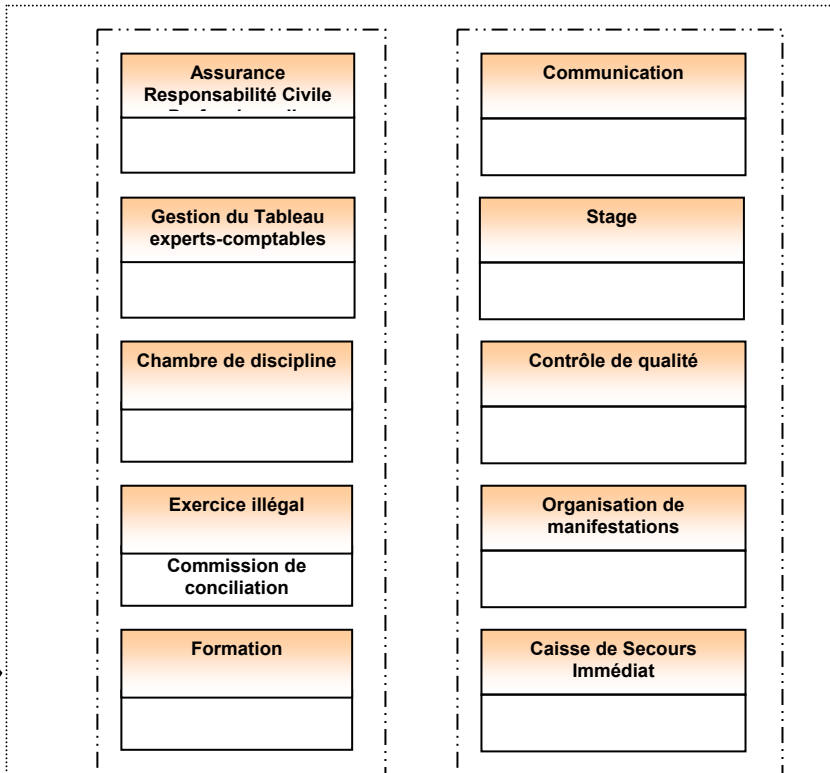 Assurance
Responsabilité Civile
Gestion du Tableau
experts-comptables
Chambre de discipline
Exercice illégal
Commission de
conciliation
Formation
Communication
Stage
Contrôle de qualité
Organisation de
manifestations
Caisse de Secours
Immédiat